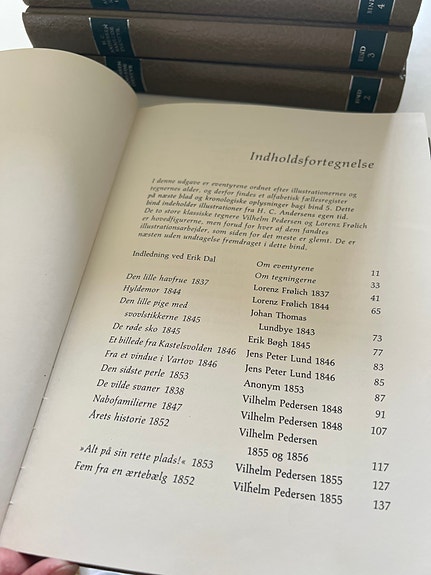 4
BIND
3
BIND
2
Indholdsfortegnelse
I denne udgave er eventyrene ordnet efter illustrationernes og
tegnernes alder, og derfor findes et alfabetisk fællesregister
på næste blad og kronologiske oplysninger bagi bind 5. Dette
bind indeholder illustrationer fra H. C. Andersens egen tid.
De to store klassiske tegnere Vilhelm Pedersen og Lorenz Frølich
er hovedfigurerne, men forud for hver af dem fandtes
illustrationsarbejder, som siden for det meste er glemt. De er
næsten uden undtagelse fremdraget i dette bind.
Indledning ved Erik Dal Om eventyrene 11
Om tegningerne 33
Den lille havfrue 1837 Lorenz Frølich 1837 41
Hyldemor 1844 Lorenz Frølich 1844 65
Den lille pige med Johan Thomas
svovlstikkerne 1845 Lundbye 1843 73
De røde sko 1845 Erik Bøgh 1845 77
Et billede fra Kastelsvolden 1846 Jens Peter Lund 1846 83
Fra et vindue i Vartov 1846 Jens Peter Lund 1846 85
Den sidste perle 1853 Anonym 1853 87
De vilde svaner 1838 Vilhelm Pedersen 1848 91
Nabofamilierne 1847 Vilhelm Pedersen 1848 107
Årets historie 1852 Vilhelm Pedersen
1855 og 1856 117
»Alt på sin rette plads!« 1853 Vilhelm Pedersen 1855 127
Fem fra en ærtebælg 1852 Vilhelm Pedersen 1855 137